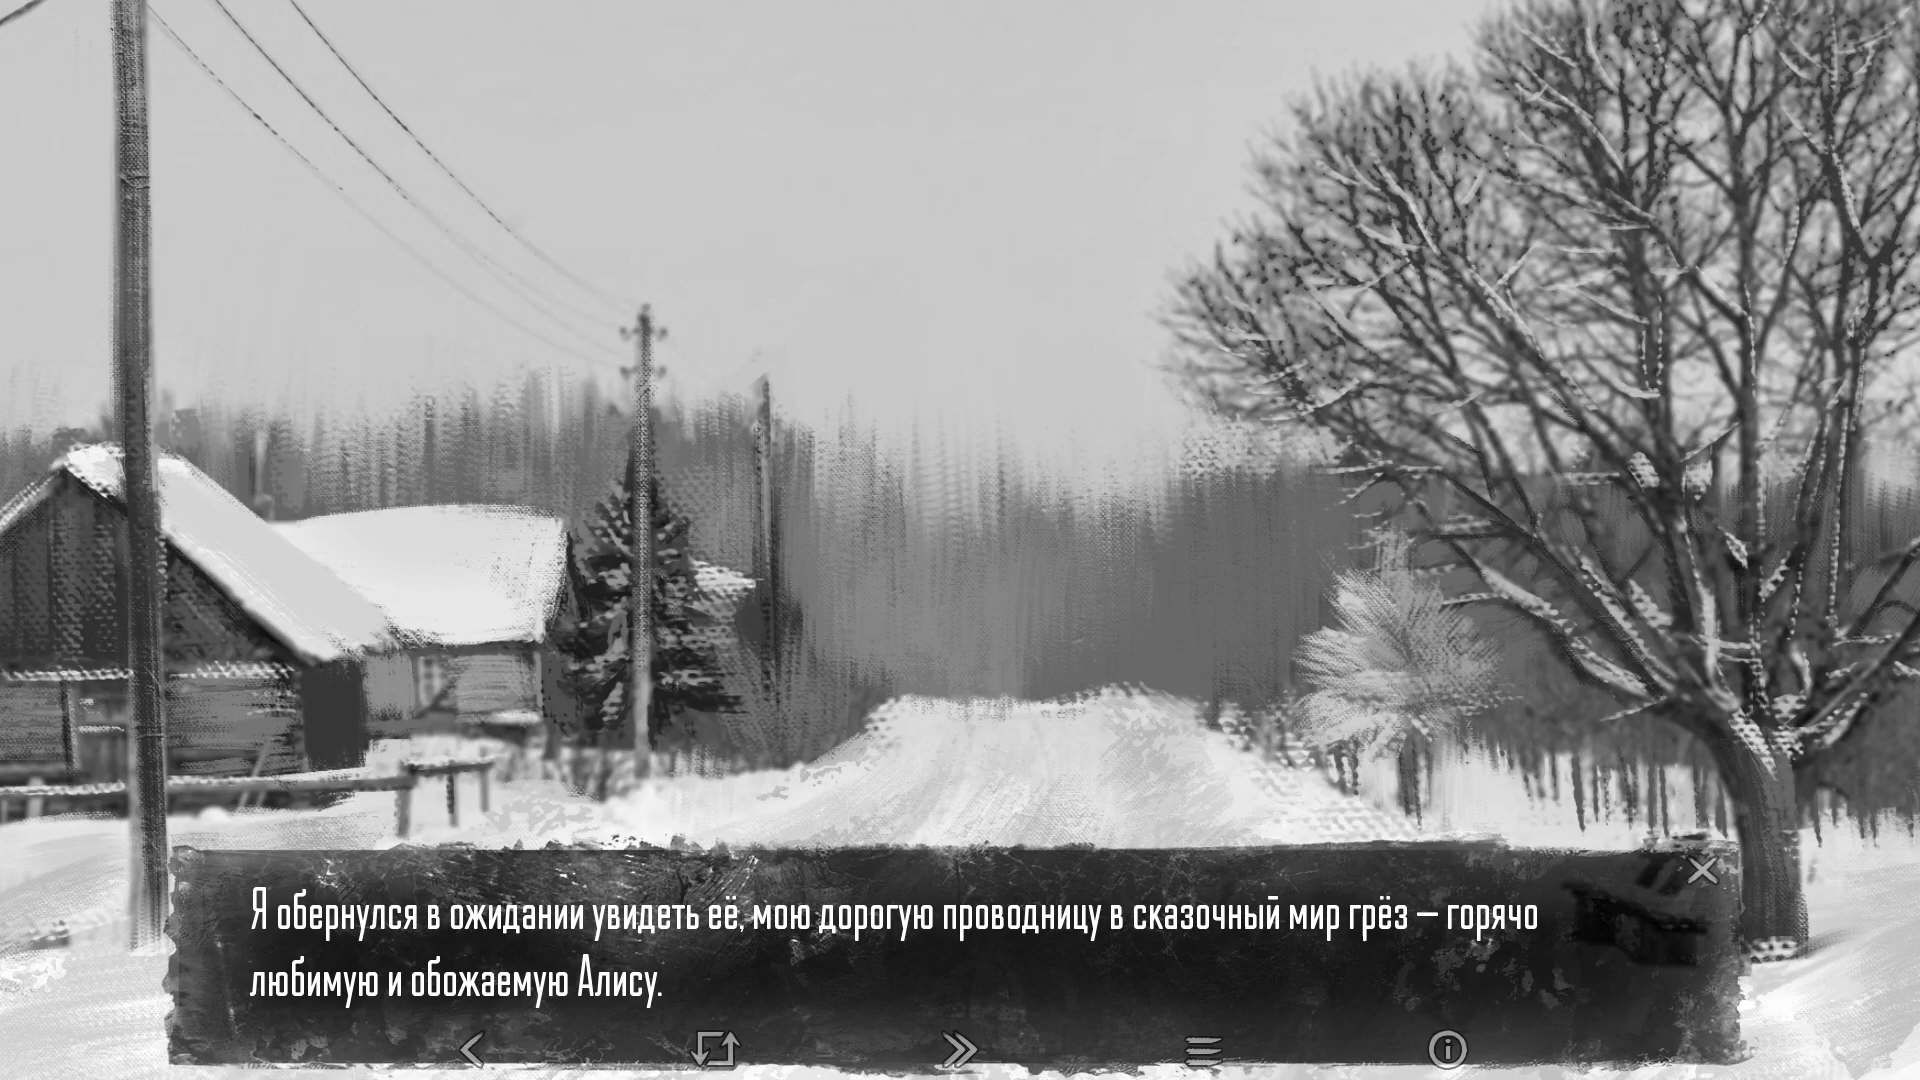 Я обернулся в ожидании увидеть её, мою дорогую проводницу в сказочный мир грёз — горячо
любимую и обожаемую Алису.